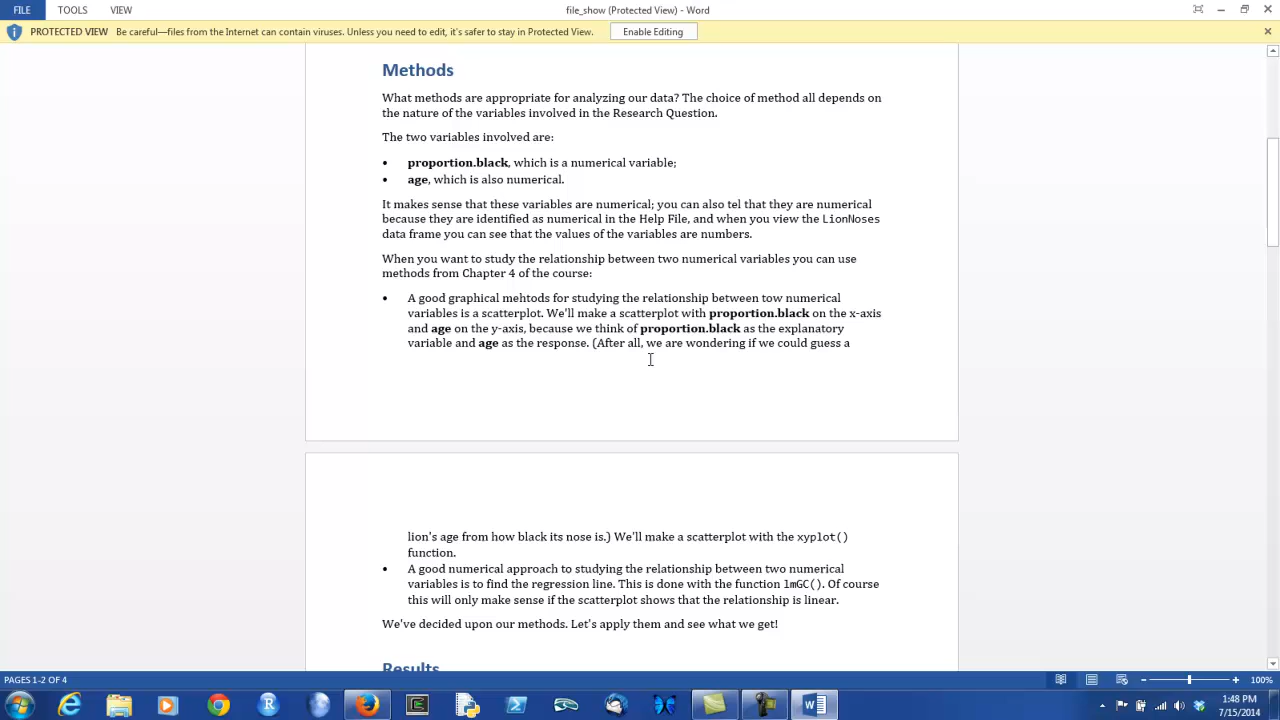 FILE TOOLS VIEW file_show (Protected View) - Word
PROTECTED VIEW Be careful—files from the Internet can contain viruses. Unless you need to edit, it's safer to stay in Protected View. Enable Editing
Methods
What methods are appropriate for analyzing our data? The choice of method all depends on
the nature of the variables involved in the Research Question.
The two variables involved are:
• proportion.black, which is a numerical variable;
• age, which is also numerical.
It makes sense that these variables are numerical; you can also tel that they are numerical
because they are identified as numerical in the Help File, and when you view the LionNoses
data frame you can see that the values of the variables are numbers.
When you want to study the relationship between two numerical variables you can use
methods from Chapter 4 of the course:
• A good graphical mehtods for studying the relationship between tow numerical
variables is a scatterplot. We'll make a scatterplot with proportion.black on the x-axis
and age on the y-axis, because we think of proportion.black as the explanatory
variable and age as the response. (After all, we are wondering if we could guess a
lion's age from how black its nose is.) We'll make a scatterplot with the xyplot()
function.
• A good numerical approach to studying the relationship between two numerical
variables is to find the regression line. This is done with the function lmGC(). Of course
this will only make sense if the scatterplot shows that the relationship is linear.
We've decided upon our methods. Let's apply them and see what we get!
Results
PAGES 1-2 OF 4 100%
1:48 PM
7/15/2014